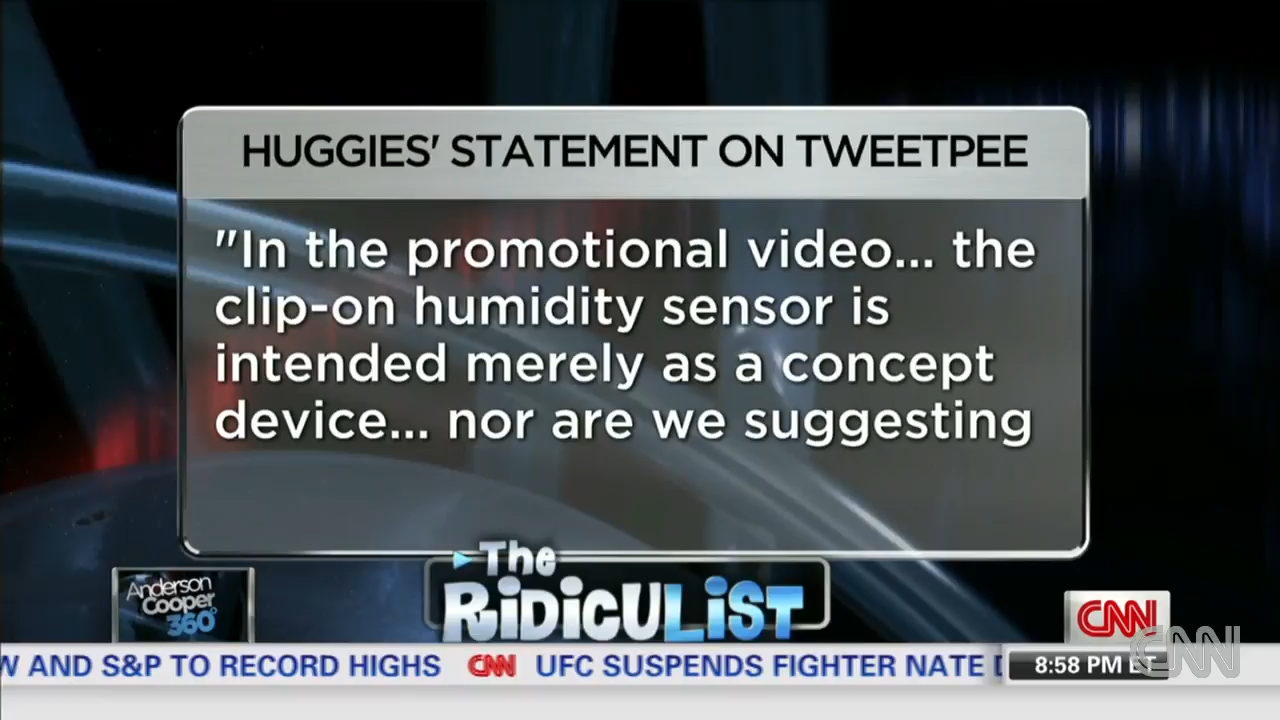 HUGGIES' STATEMENT ON TWEETPEE
"In the promotional video... the
clip-on humidity sensor is
intended merely as a concept
device... nor are we suggesting
The
RiDicULiST
Anderson
Cooper
360°
CNN
CNN
W AND S&P TO RECORD HIGHS CNN UFC SUSPENDS FIGHTER NATE
8:58 PM ET